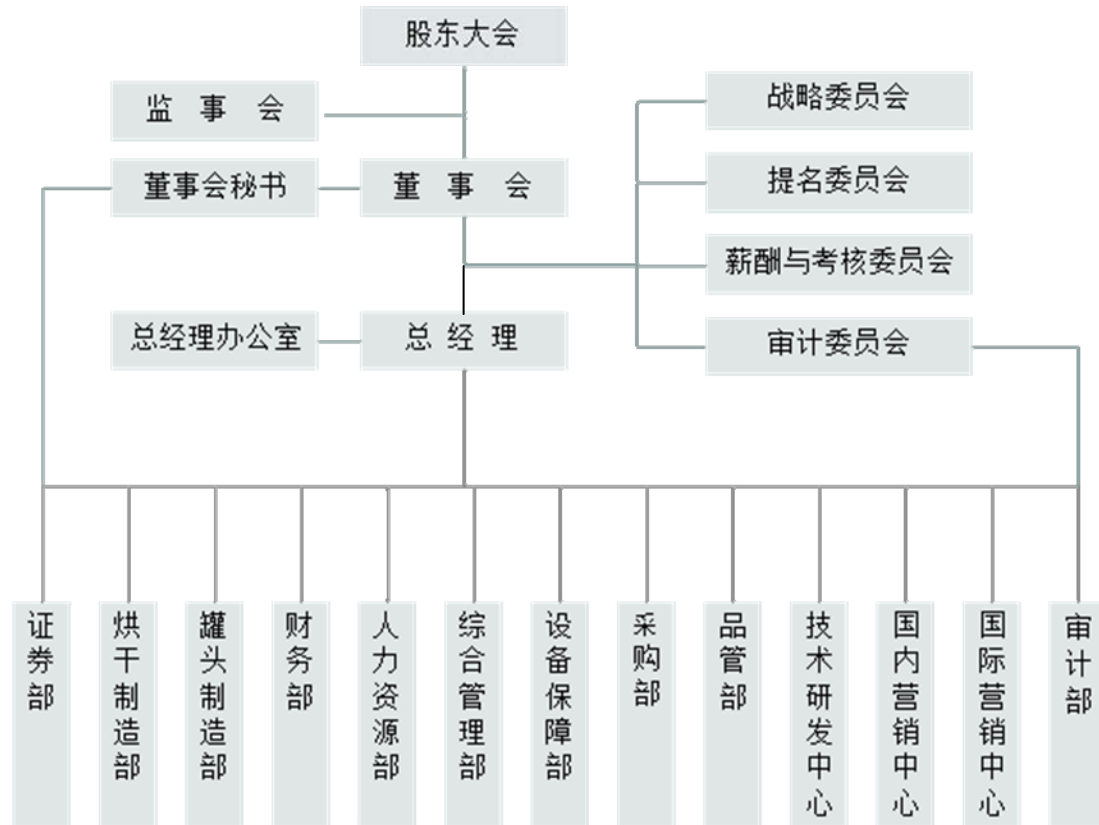 股东大会
监 事 会
战略委员会
董事会秘书
董 事 会
提名委员会
薪酬与考核委员会
总经理办公室
总 经 理
审计委员会
证券部
烘干制造部
罐头制造部
财务部
人力资源部
综合管理部
设备保障部
采购部
品管部
技术研发中心
国内营销中心
国际营销中心
审计部